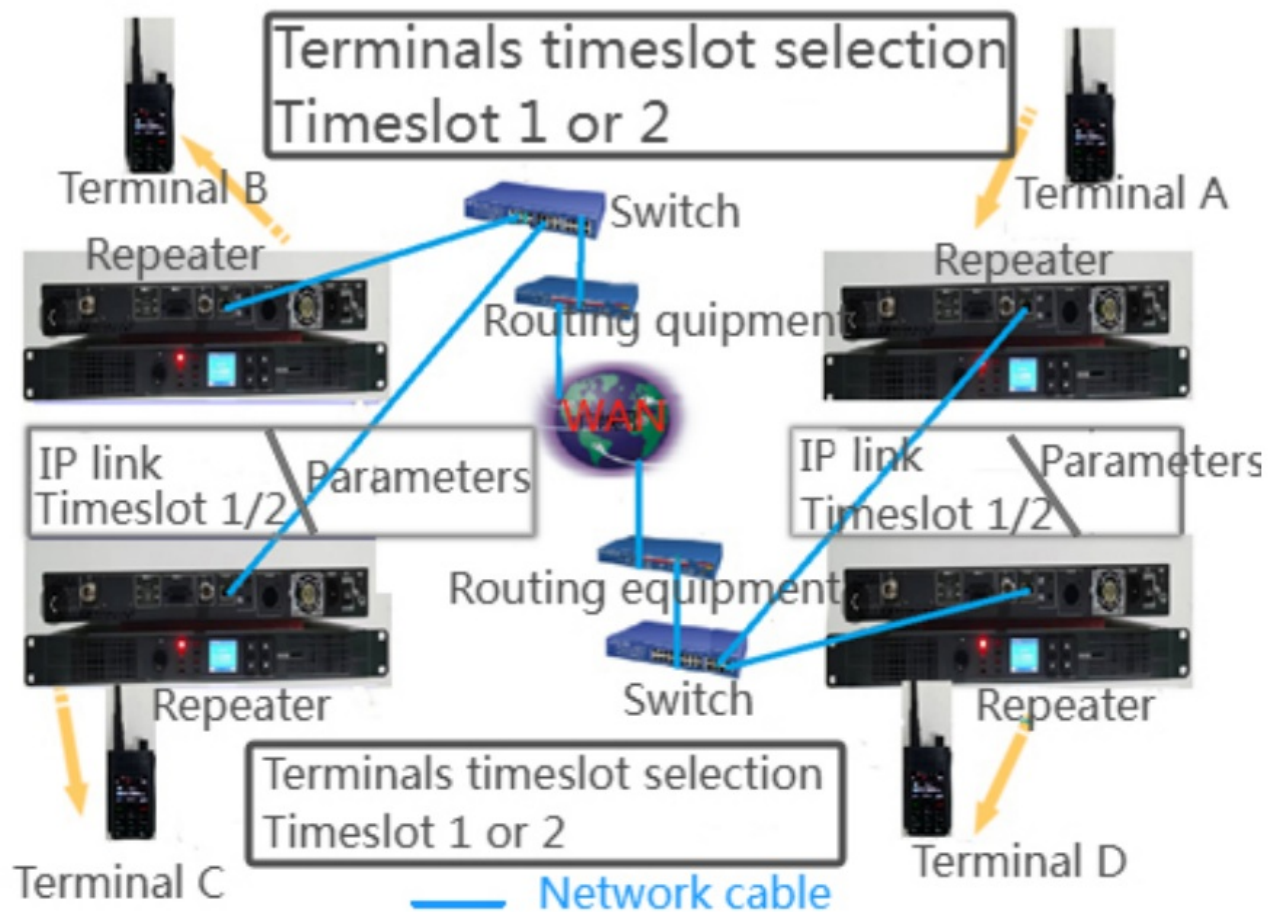 Terminals timeslot selection
Timeslot 1 or 2
Terminal B
Terminal A
Switch
Repeater
Repeater
Routing quipment
WAN
IP link
Timeslot 1/2
Parameters
IP link
Timeslot 1/2
Parameters
Routing equipment
Switch
Repeater
Repeater
Terminals timeslot selection
Timeslot 1 or 2
Terminal C
Terminal D
Network cable